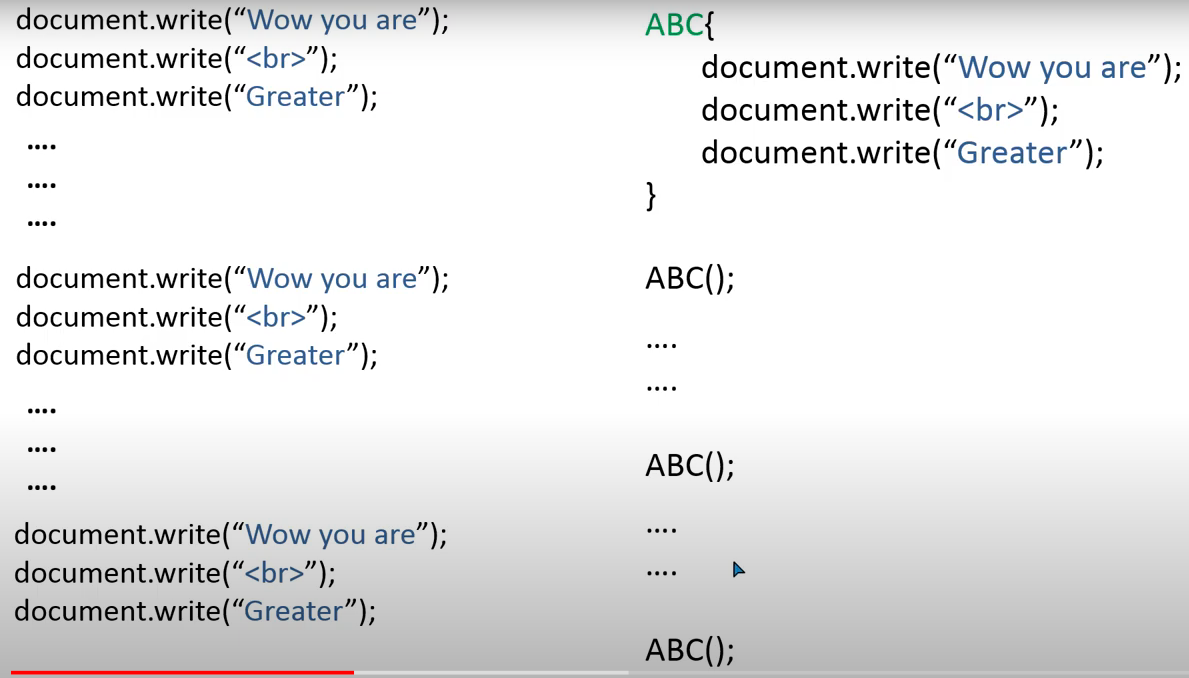 document.write(“Wow you are”);
document.write(“<br>”);
document.write(“Greater”);
....
....
....
document.write(“Wow you are”);
document.write(“<br>”);
document.write(“Greater”);
....
....
....
document.write(“Wow you are”);
document.write(“<br>”);
document.write(“Greater”);
ABC{
document.write(“Wow you are”);
document.write(“<br>”);
document.write(“Greater”);
}
ABC();
....
....
ABC();
....
....
ABC();